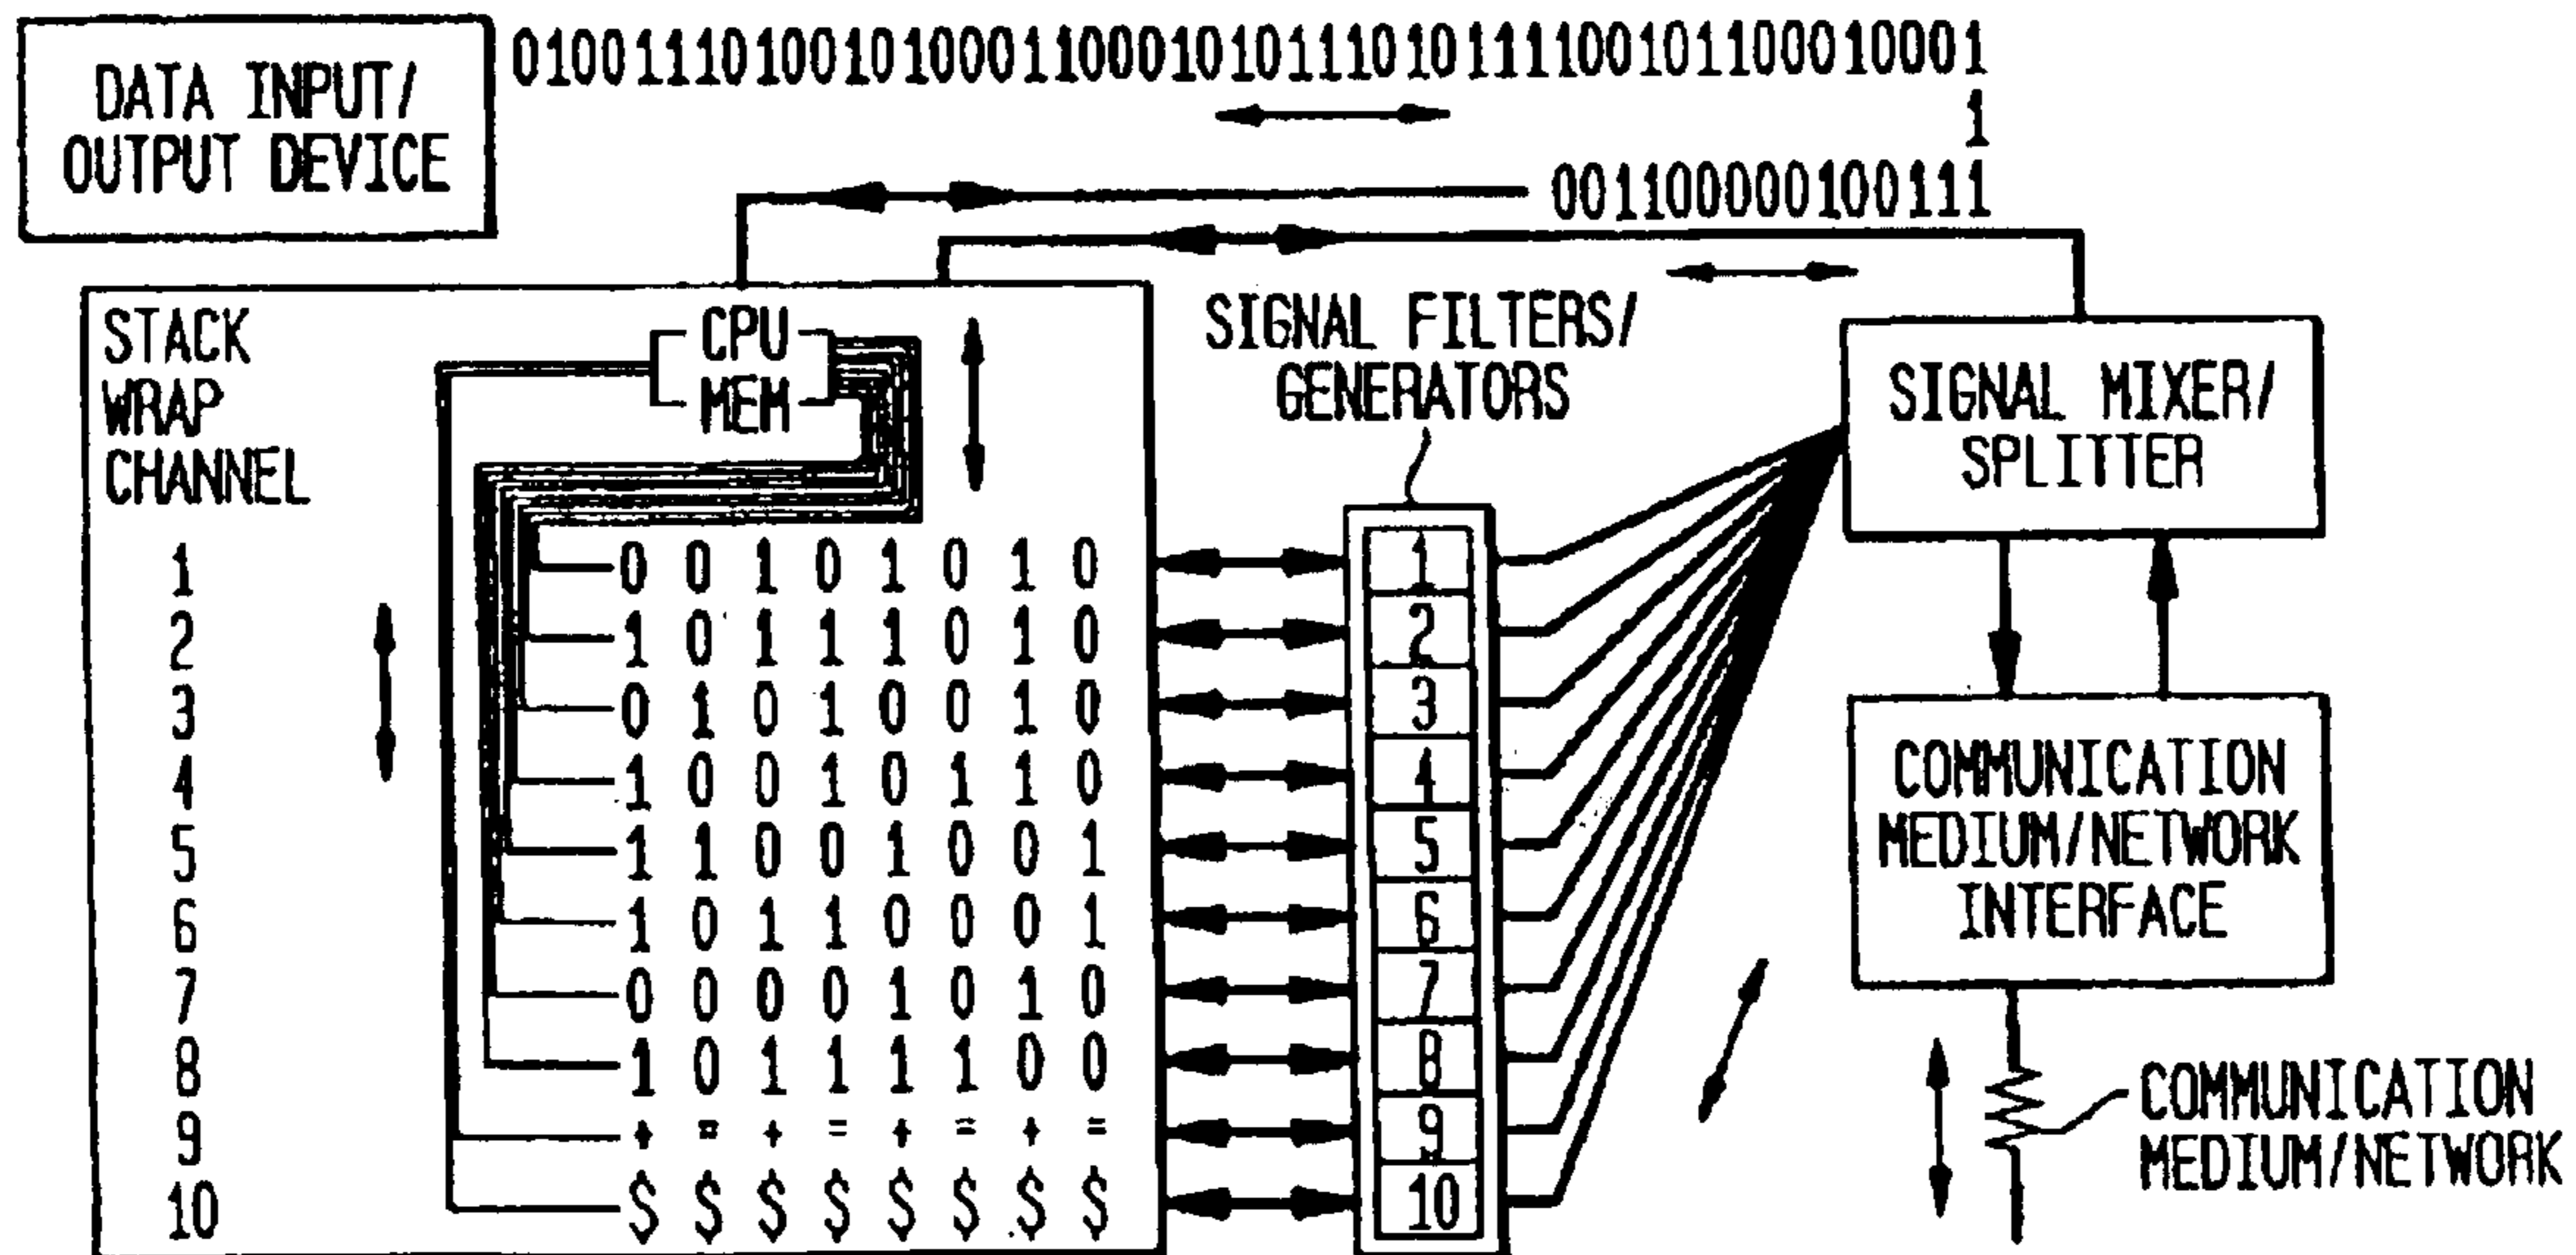 DATA INPUT/
OUTPUT DEVICE
01001110100101000110001010111010111100101100010001
1
001100000100111
STACK
WRAP
CHANNEL
CPU
MEM
SIGNAL FILTERS/
GENERATORS
SIGNAL MIXER/
SPLITTER
1 0 0 1 0 1 0 1 0 1
2 1 0 1 1 1 0 1 0 2
3 0 1 0 1 0 0 1 0 3
4 1 0 0 1 0 1 1 0 4
5 1 1 0 0 1 0 0 1 5
6 1 0 1 1 0 0 0 1 6
7 0 0 0 0 1 0 1 0 7
8 1 0 1 1 1 1 0 0 8
9 + = + = + = + = 9
10 $ $ $ $ $ $ $ $ 10
COMMUNICATION
MEDIUM/NETWORK
INTERFACE
COMMUNICATION
MEDIUM/NETWORK